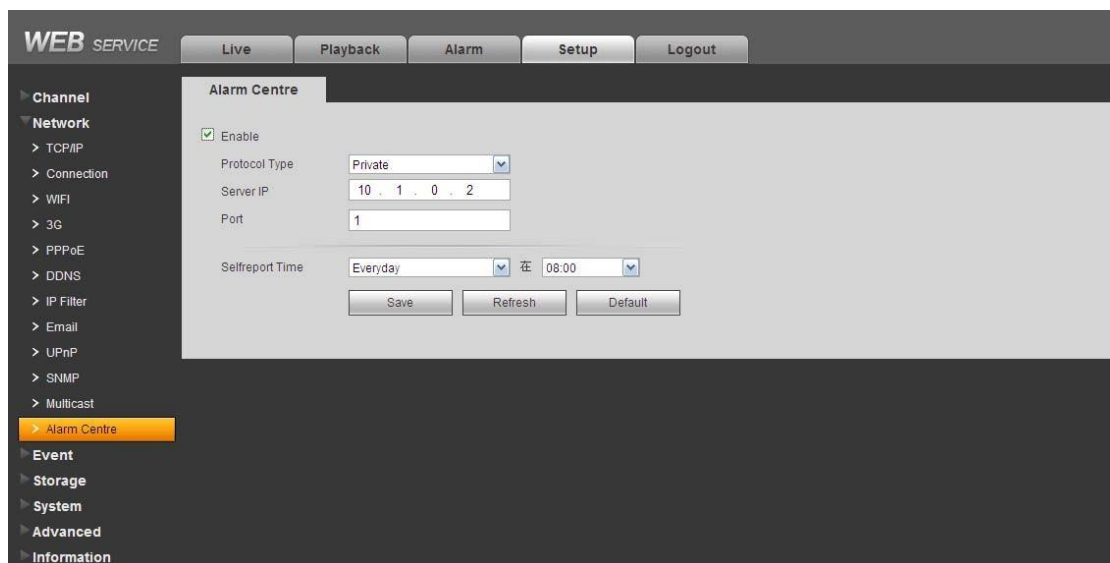 WEB SERVICE
Live Playback Alarm Setup Logout
Channel
Network
> TCP/IP
> Connection
> WIFI
> 3G
> PPPoE
> DDNS
> IP Filter
> Email
> UPnP
> SNMP
> Multicast
> Alarm Centre
Event
Storage
System
Advanced
Information
Alarm Centre
Enable
Protocol Type Private
Server IP 10 . 1 . 0 . 2
Port 1
Selfreport Time Everyday 在 08:00
Save Refresh Default